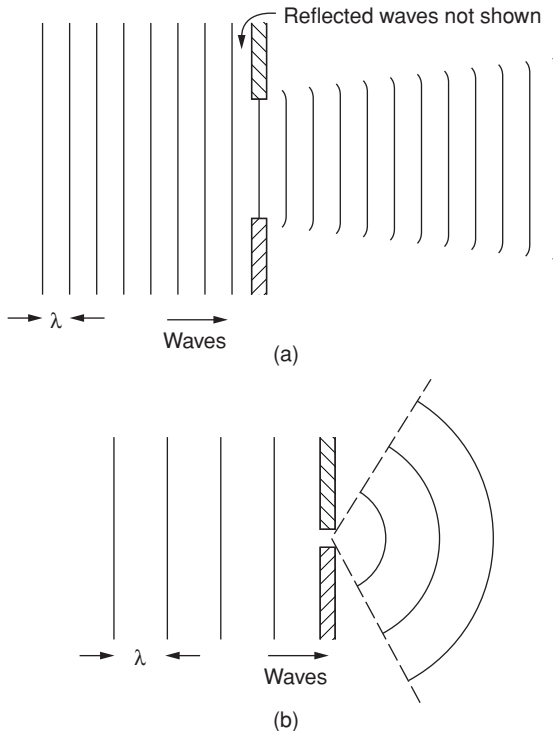 Reflected waves not shown
λ
Waves
(a)
λ
Waves
(b)